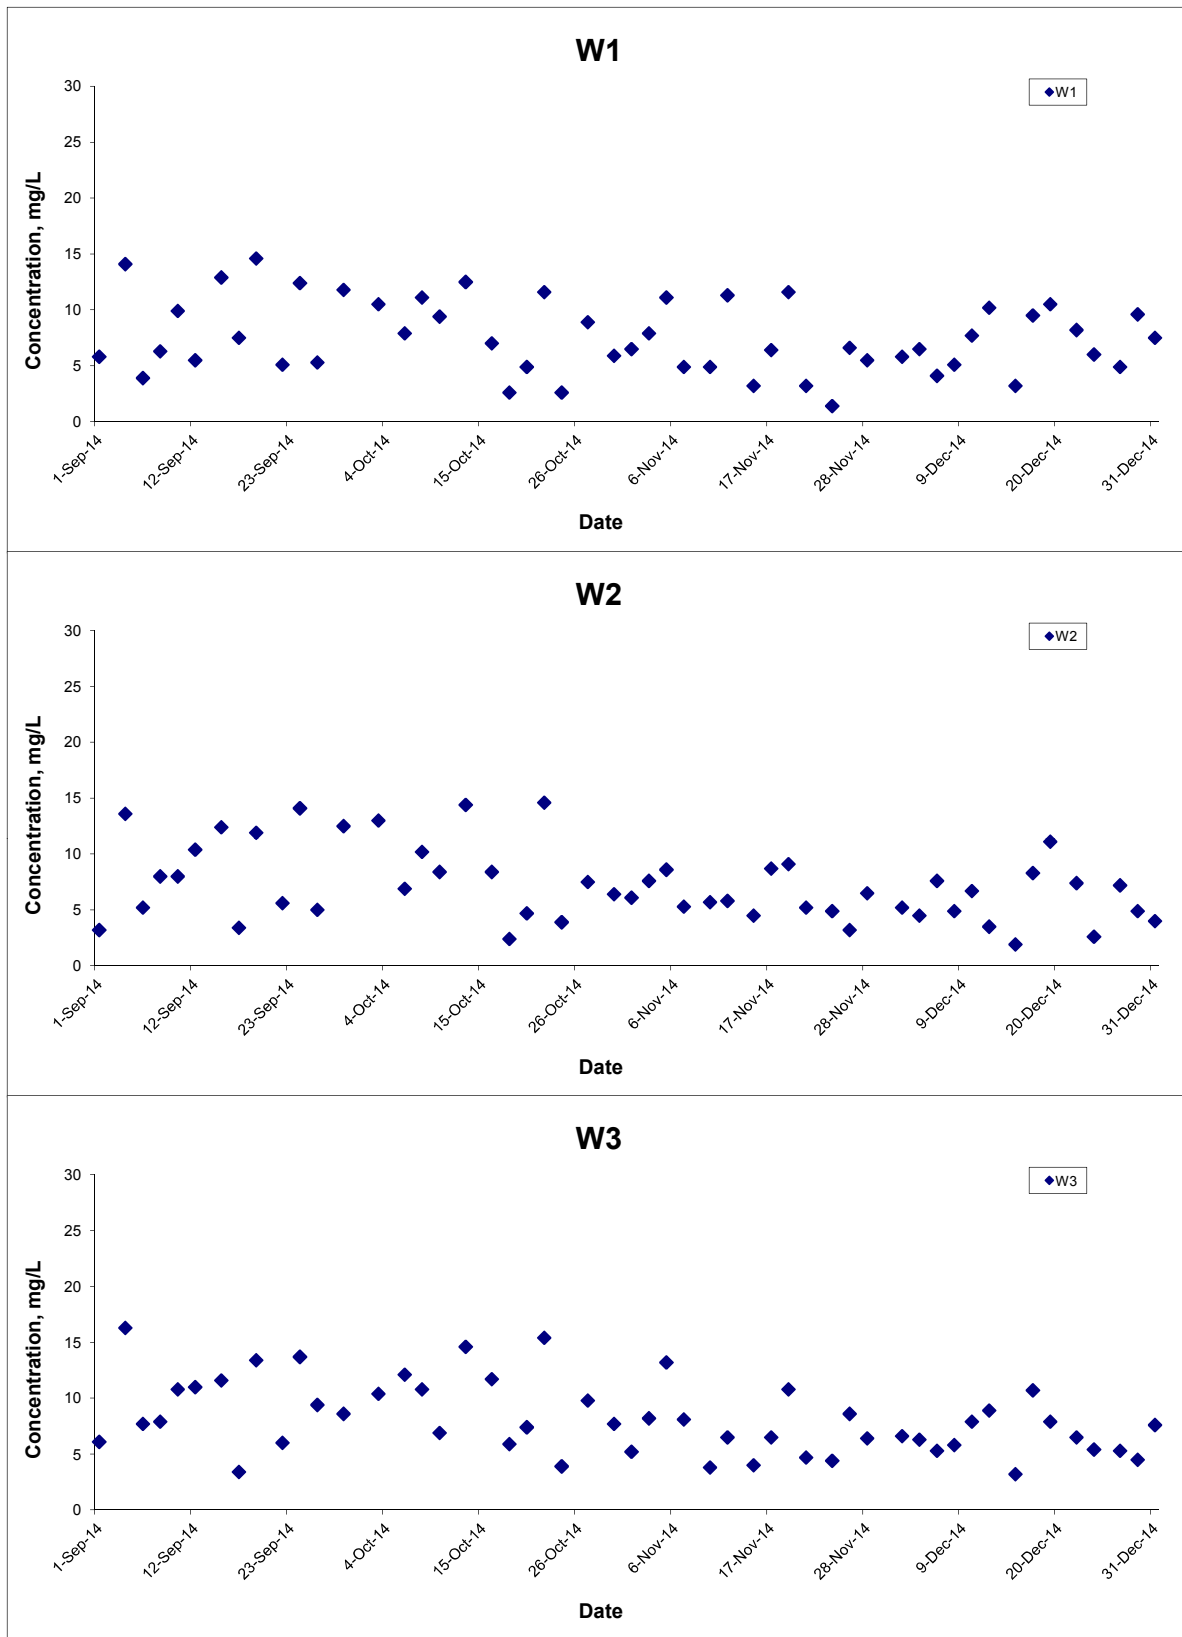 W1
30
W1
25
20
15
10
5
0
Concentration, mg/L
1-Sep-14 12-Sep-14 23-Sep-14 4-Oct-14 15-Oct-14 26-Oct-14 6-Nov-14 17-Nov-14 28-Nov-14 9-Dec-14 20-Dec-14 31-Dec-14
Date
W2
30
W2
25
20
15
10
5
0
Concentration, mg/L
1-Sep-14 12-Sep-14 23-Sep-14 4-Oct-14 15-Oct-14 26-Oct-14 6-Nov-14 17-Nov-14 28-Nov-14 9-Dec-14 20-Dec-14 31-Dec-14
Date
W3
30
W3
25
20
15
10
5
0
Concentration, mg/L
1-Sep-14 12-Sep-14 23-Sep-14 4-Oct-14 15-Oct-14 26-Oct-14 6-Nov-14 17-Nov-14 28-Nov-14 9-Dec-14 20-Dec-14 31-Dec-14
Date